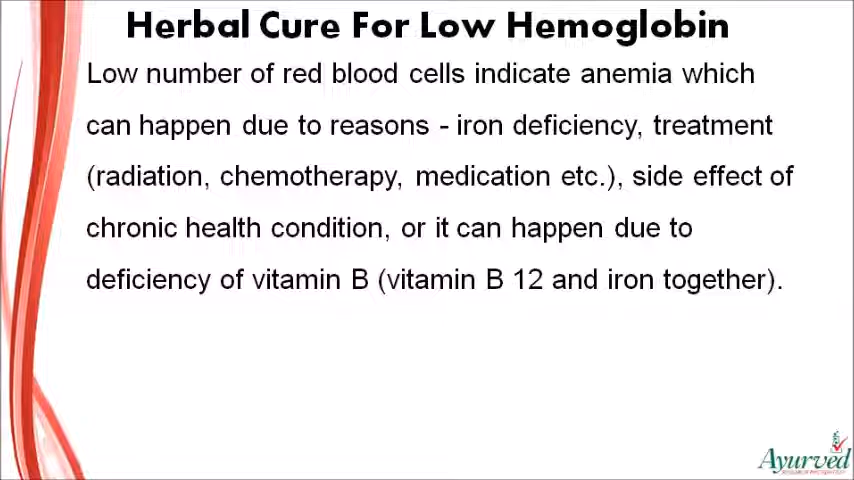 Herbal Cure For Low Hemoglobin
Low number of red blood cells indicate anemia which
can happen due to reasons - iron deficiency, treatment
(radiation, chemotherapy, medication etc.), side effect of
chronic health condition, or it can happen due to
deficiency of vitamin B (vitamin B 12 and iron together).
Ayurved